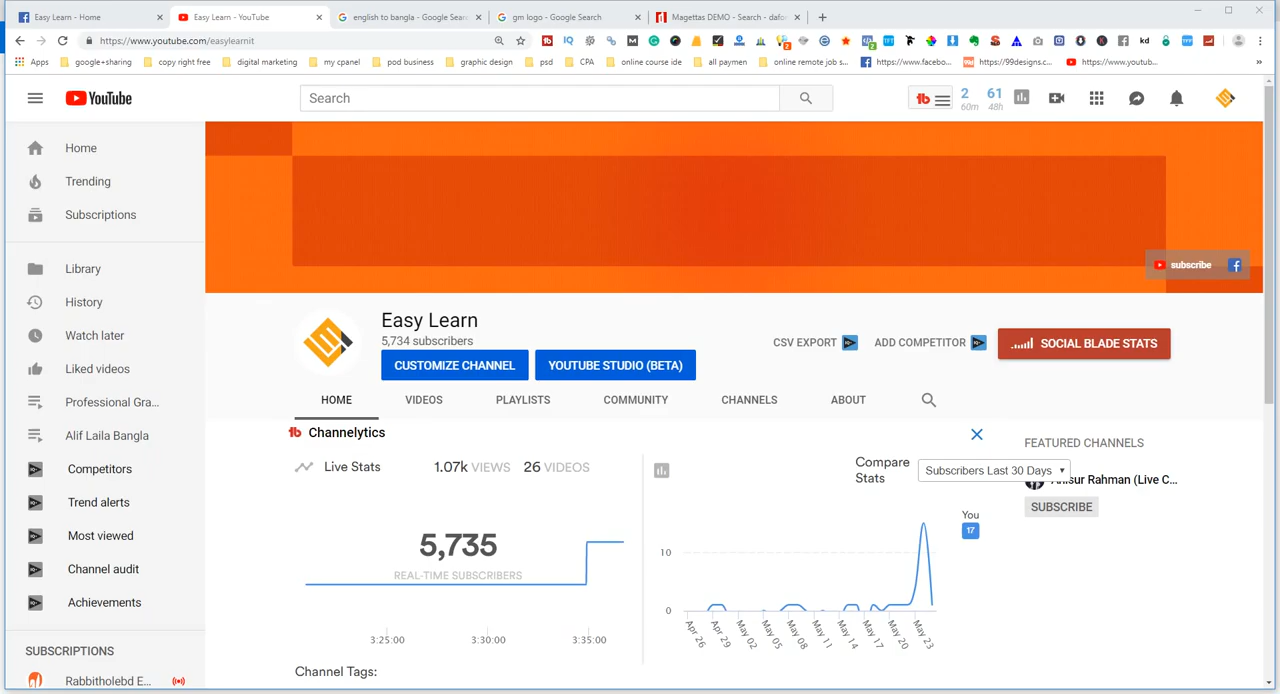 Easy Learn - Home
Easy Learn - YouTube
english to bangla - Google Searc
gm logo - Google Search
Magettas DEMO - Search - dafon
https://www.youtube.com/easylearnit
Apps
google+sharing
copy right free
digital marketing
my cpanel
pod business
graphic design
psd
CPA
online course ide
all paymen
online remote job s...
https://www.facebo...
https://99designs.c...
https://www.youtub...
YouTube
Search
2
60m
61
48h
Home
Trending
Subscriptions
Library
History
Watch later
Liked videos
Professional Gra...
Alif Laila Bangla
Competitors
Trend alerts
Most viewed
Channel audit
Achievements
SUBSCRIPTIONS
Rabbitholebd E...
subscribe
Easy Learn
5,734 subscribers
CUSTOMIZE CHANNEL
YOUTUBE STUDIO (BETA)
CSV EXPORT
ADD COMPETITOR
SOCIAL BLADE STATS
HOME
VIDEOS
PLAYLISTS
COMMUNITY
CHANNELS
ABOUT
Channelytics
Live Stats
1.07k VIEWS 26 VIDEOS
5,735
REAL-TIME SUBSCRIBERS
3:25:00
3:30:00
3:35:00
Compare Stats
Subscribers Last 30 Days
You
17
10
0
Apr 26
Apr 29
May 02
May 05
May 08
May 11
May 14
May 17
May 20
May 23
FEATURED CHANNELS
Anisur Rahman (Live C...
SUBSCRIBE
Channel Tags: